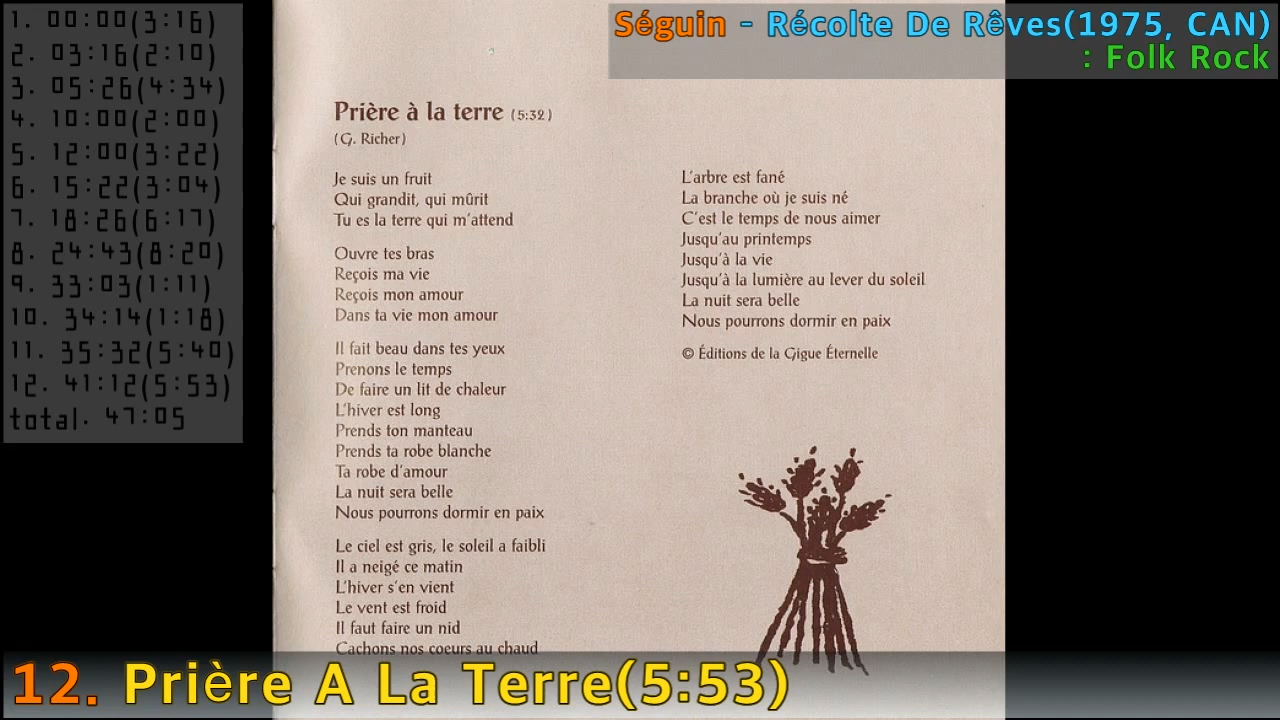 1. 00:00(3:16)
2. 03:16(2:10)
3. 05:26(4:34)
4. 10:00(2:00)
5. 12:00(3:22)
6. 15:22(3:04)
7. 18:26(6:17)
8. 24:43(8:20)
9. 33:03(1:11)
10. 34:14(1:18)
11. 35:32(5:40)
12. 41:12(5:53)
total. 47:05
Séguin - Récolte De Rêves(1975, CAN)
: Folk Rock
Prière à la terre (5:32)
(G. Richer)
Je suis un fruit
Qui grandit, qui mûrit
Tu es la terre qui m'attend
Ouvre tes bras
Reçois ma vie
Reçois mon amour
Dans ta vie mon amour
Il fait beau dans tes yeux
Prenons le temps
De faire un lit de chaleur
L'hiver est long
Prends ton manteau
Prends ta robe blanche
Ta robe d'amour
La nuit sera belle
Nous pourrons dormir en paix
Le ciel est gris, le soleil a faibli
Il a neigé ce matin
L'hiver s'en vient
Le vent est froid
Il faut faire un nid
Cachons nos coeurs au chaud
L'arbre est fané
La branche où je suis né
C'est le temps de nous aimer
Jusqu'au printemps
Jusqu'à la vie
Jusqu'à la lumière au lever du soleil
La nuit sera belle
Nous pourrons dormir en paix
© Éditions de la Gigue Éternelle
12. Prière A La Terre(5:53)